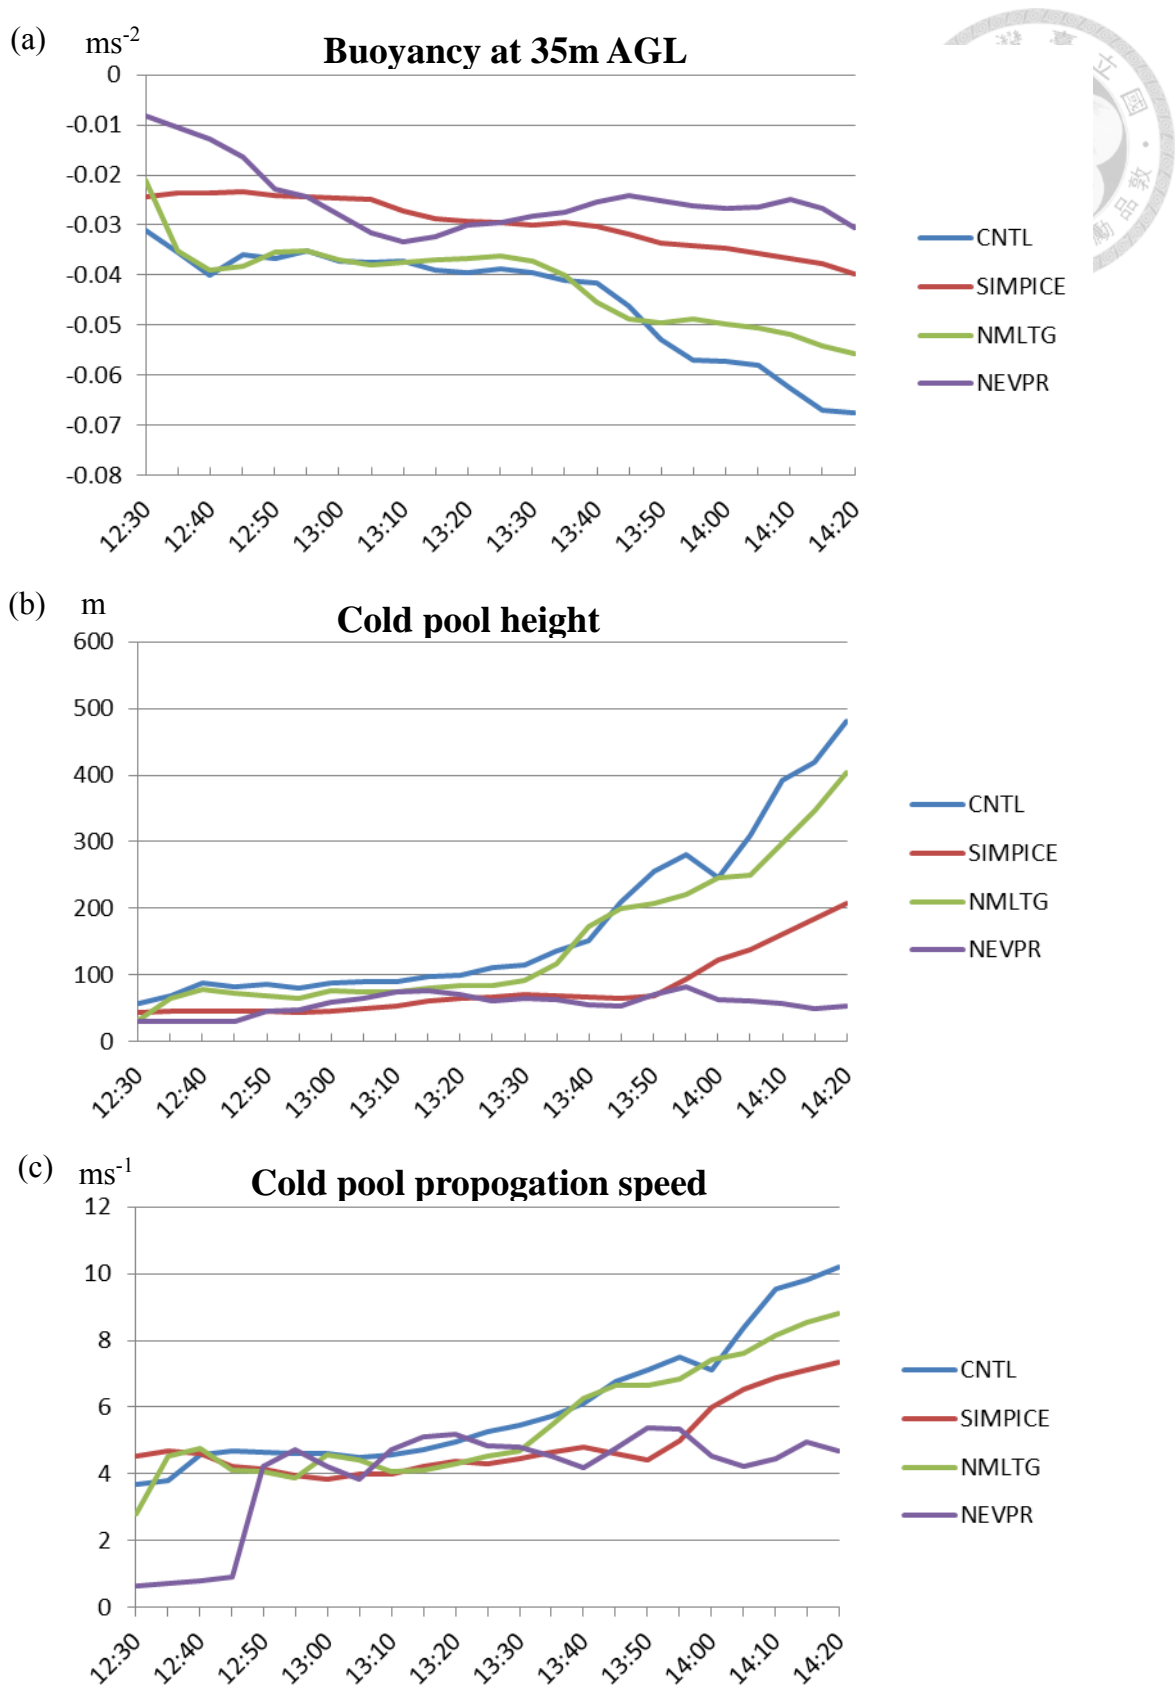 (a) ms-2
Buoyancy at 35m AGL
0
-0.01
-0.02
-0.03
-0.04
-0.05
-0.06
-0.07
-0.08
12:30 12:40 12:50 13:00 13:10 13:20 13:30 13:40 13:50 14:00 14:10 14:20
CNTL
SIMPICE
NMLTG
NEVPR
立
國
·
敦
品
勵
(b) m
Cold pool height
600
500
400
300
200
100
0
12:30 12:40 12:50 13:00 13:10 13:20 13:30 13:40 13:50 14:00 14:10 14:20
CNTL
SIMPICE
NMLTG
NEVPR
(c) ms-1
Cold pool propogation speed
12
10
8
6
4
2
0
12:30 12:40 12:50 13:00 13:10 13:20 13:30 13:40 13:50 14:00 14:10 14:20
CNTL
SIMPICE
NMLTG
NEVPR